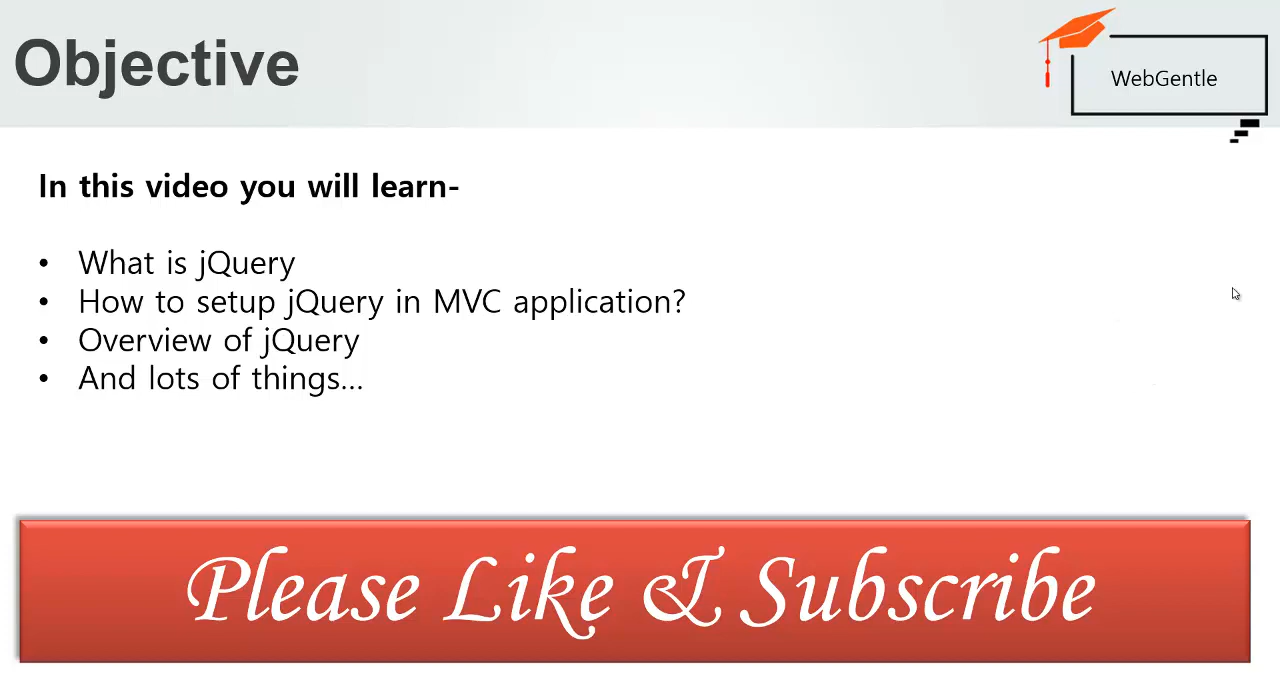 Objective
WebGentle
In this video you will learn-
• What is jQuery
• How to setup jQuery in MVC application?
• Overview of jQuery
• And lots of things...
Please Like & Subscribe